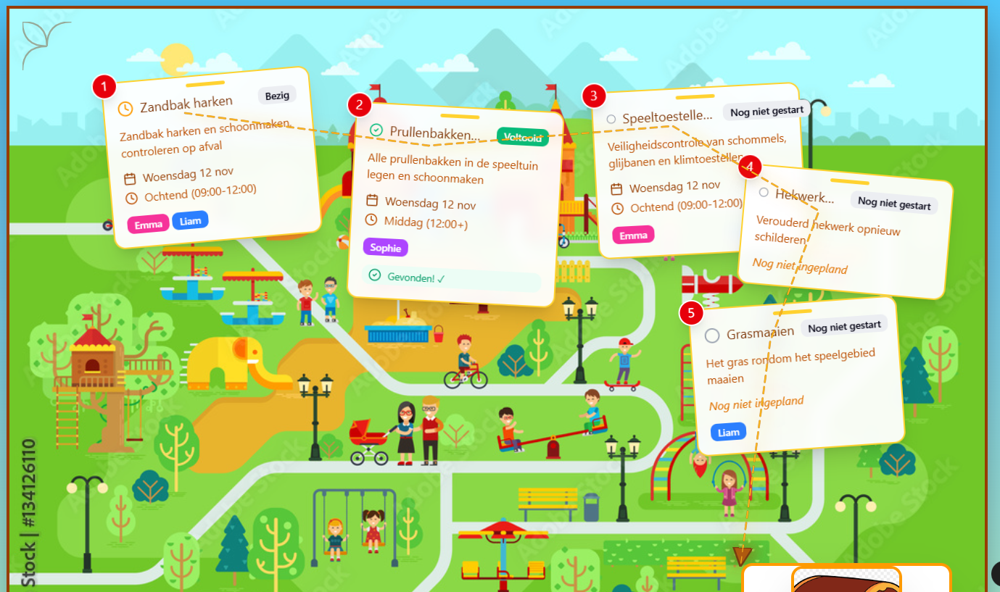 1
Zandbak harken
Bezig
Zandbak harken en schoonmaken,
controleren op afval
Woensdag 12 nov
Ochtend (09:00-12:00)
Emma
Liam
2
Prullenbakken...
Voltooid
Alle prullenbakken in de speeltuin
legen en schoonmaken
Woensdag 12 nov
Middag (12:00+)
Sophie
Gevonden! ✓
3
Speeltoestelle...
Nog niet gestart
Veiligheidscontrole van schommels,
glijbanen en klimtoestellen
Woensdag 12 nov
Ochtend (09:00-12:00)
Emma
4
Hekwerk...
Nog niet gestart
Verouderd hekwerk opnieuw
schilderen
Nog niet ingepland
5
Grasmaaien
Nog niet gestart
Het gras rondom het speelgebied
maaien
Nog niet ingepland
Liam
Stock | #134126110
Adobe Stock